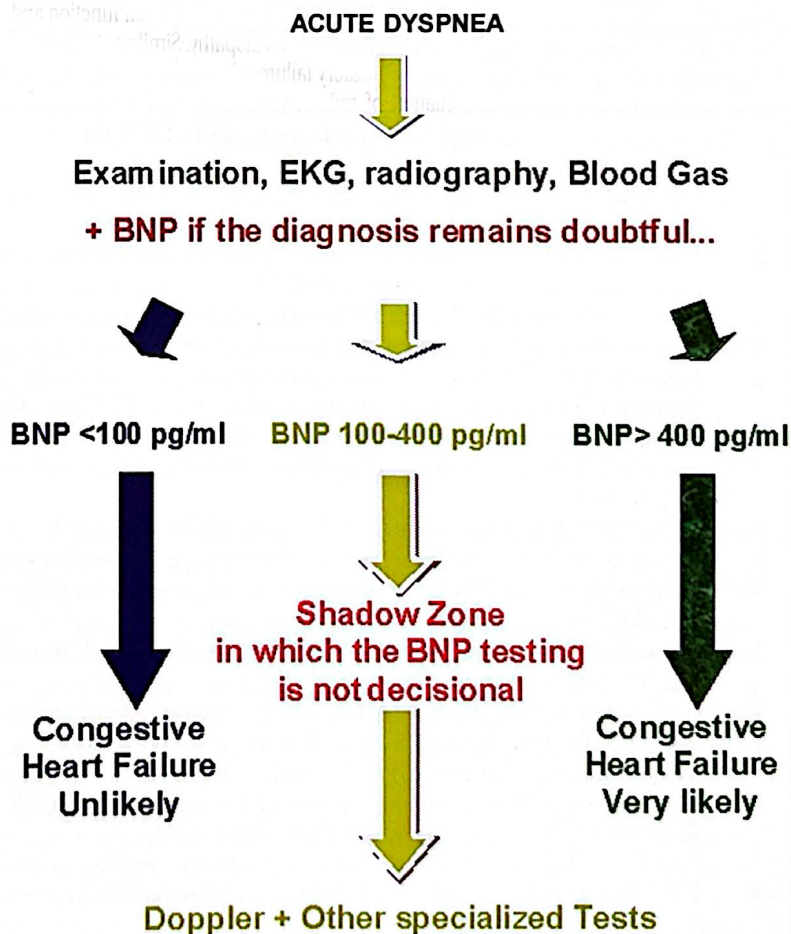 ACUTE DYSPNEA
Examination, EKG, radiography, Blood Gas
+ BNP if the diagnosis remains doubtful...
BNP <100 pg/ml
BNP 100-400 pg/ml
BNP> 400 pg/ml
Shadow Zone
in which the BNP testing
is not decisional
Congestive
Heart Failure
Unlikely
Congestive
Heart Failure
Very likely
Doppler + Other specialized Tests